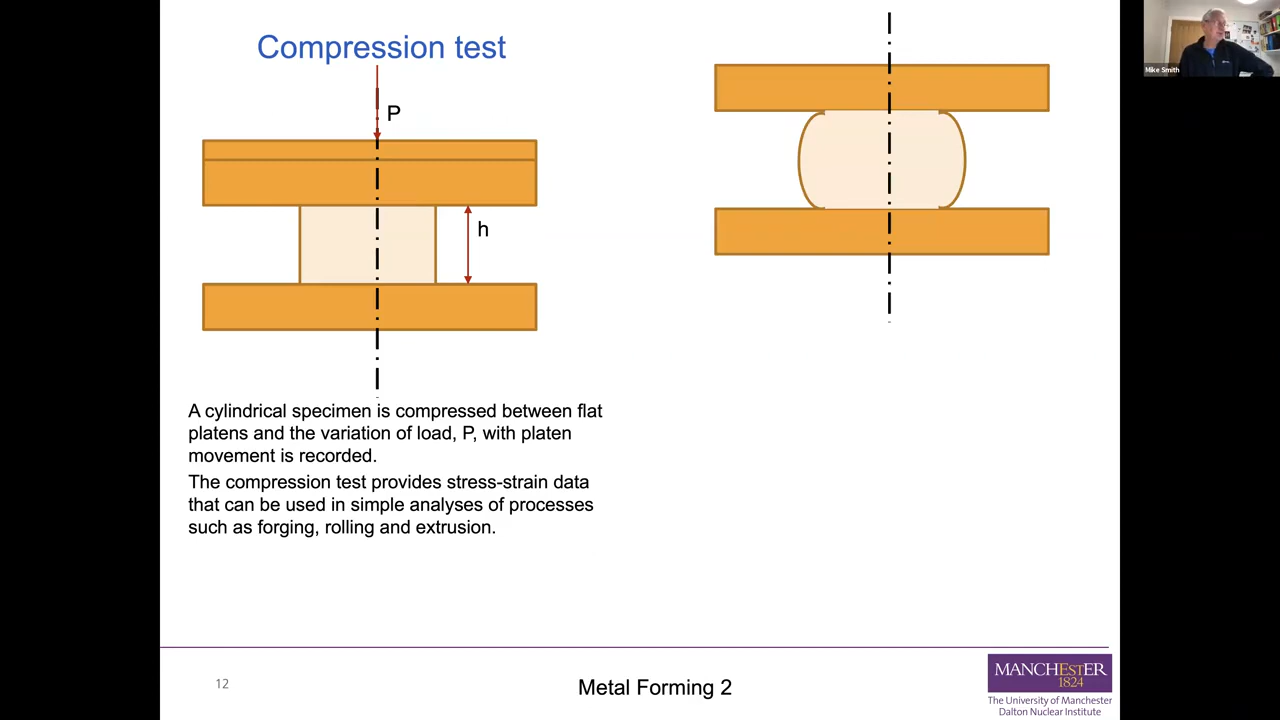 Compression test
P
h
Mike Smith
A cylindrical specimen is compressed between flat
platens and the variation of load, P, with platen
movement is recorded.
The compression test provides stress-strain data
that can be used in simple analyses of processes
such as forging, rolling and extrusion.
12
Metal Forming 2
MANCHESTER
1824
The University of Manchester
Dalton Nuclear Institute